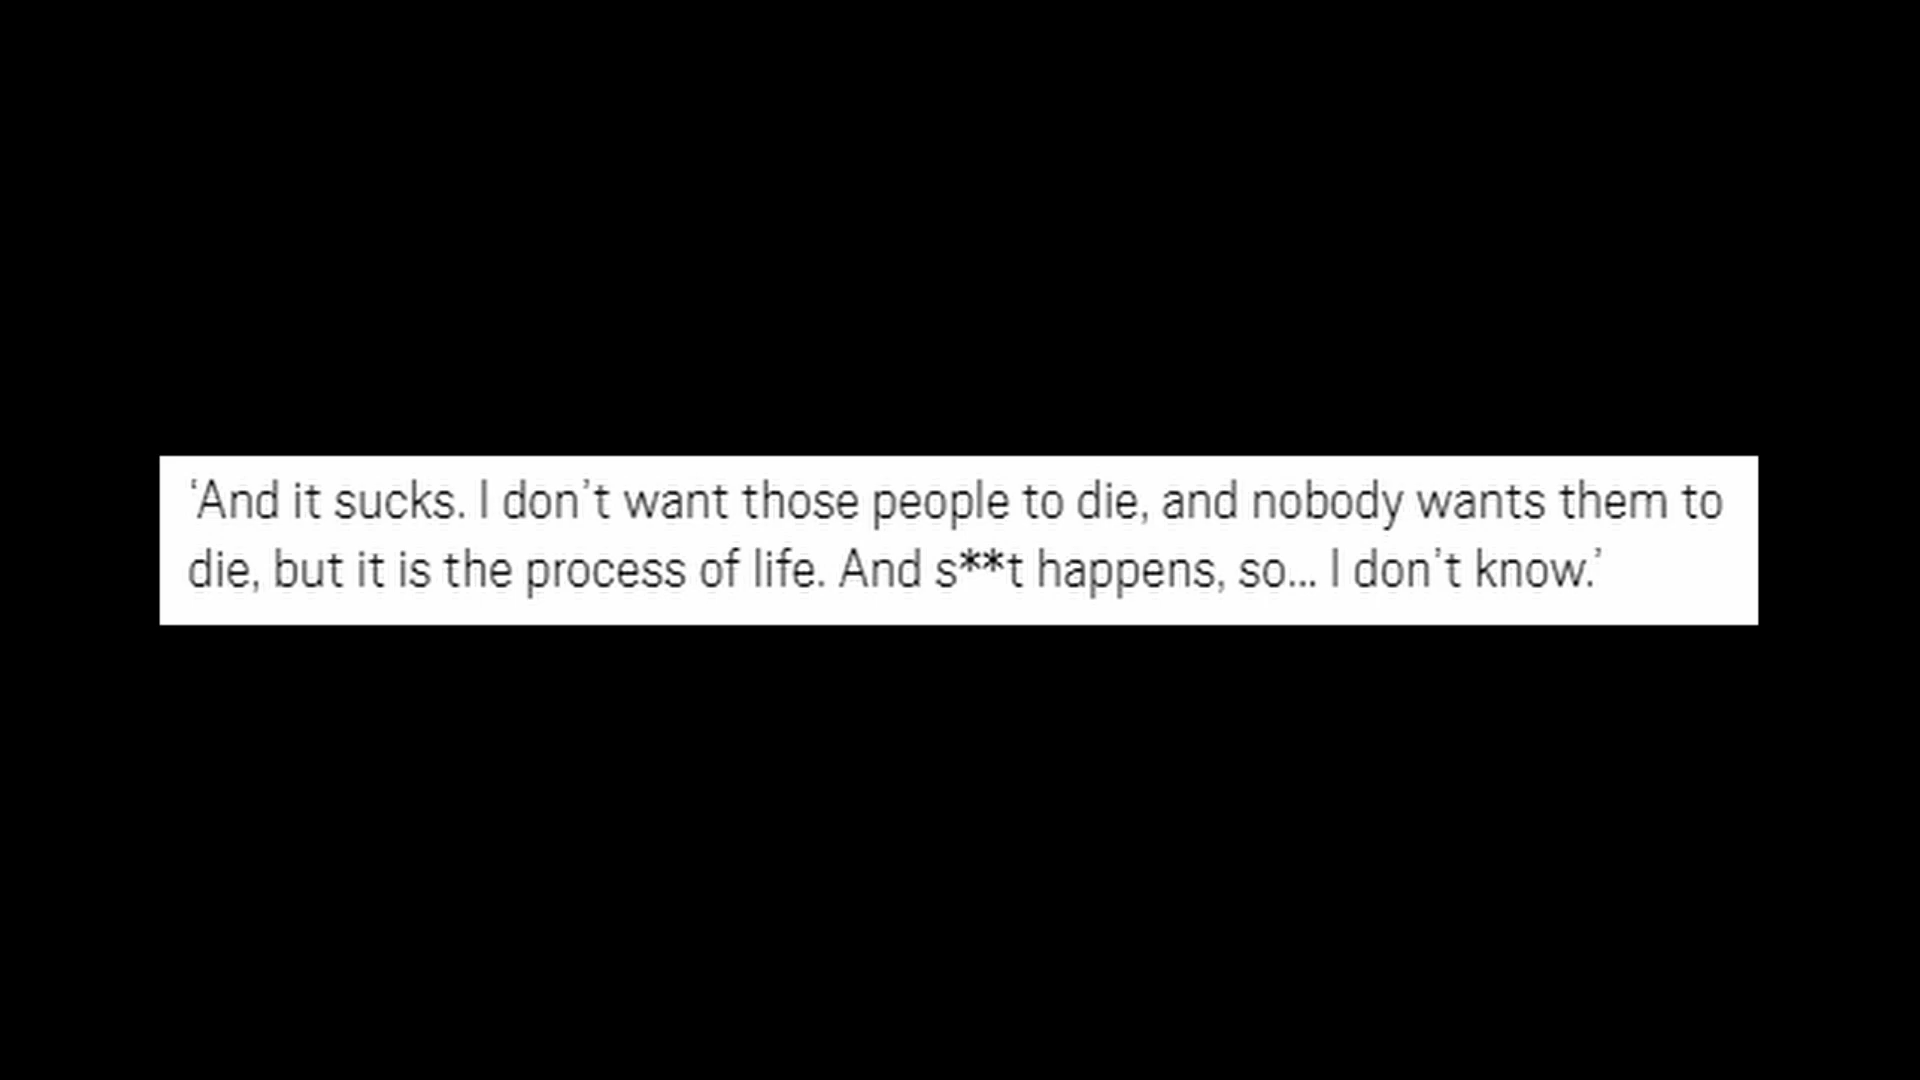 ‘And it sucks. I don’t want those people to die, and nobody wants them to
die, but it is the process of life. And s**t happens, so... I don’t know.’